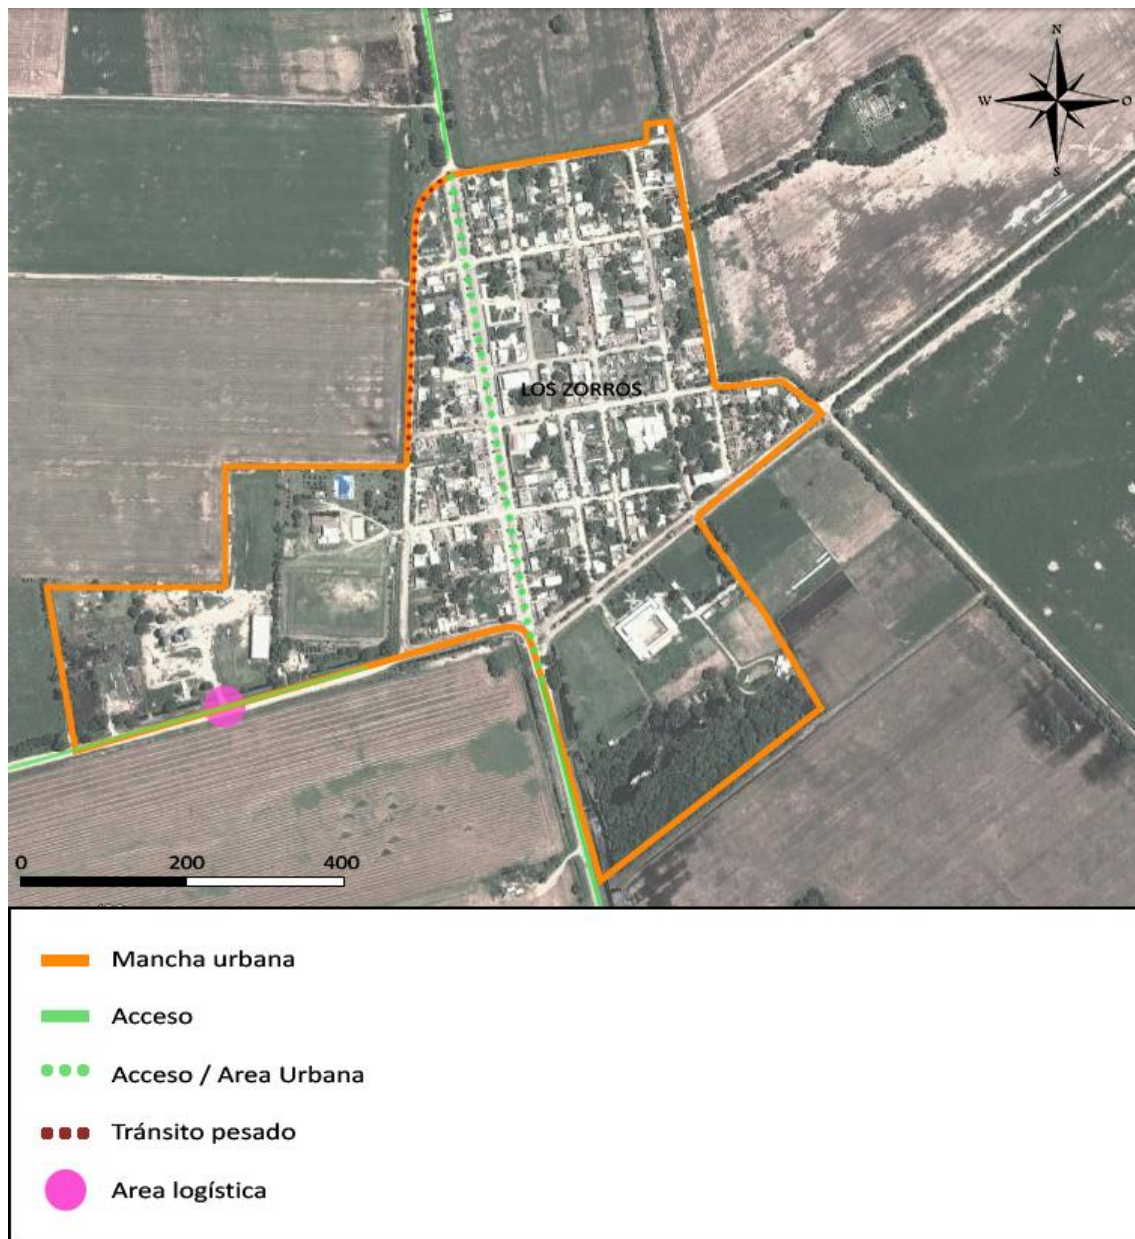 N
W
O
S
LOS ZORROS
0 200 400
Mancha urbana
Acceso
Acceso / Area Urbana
Tránsito pesado
Area logística